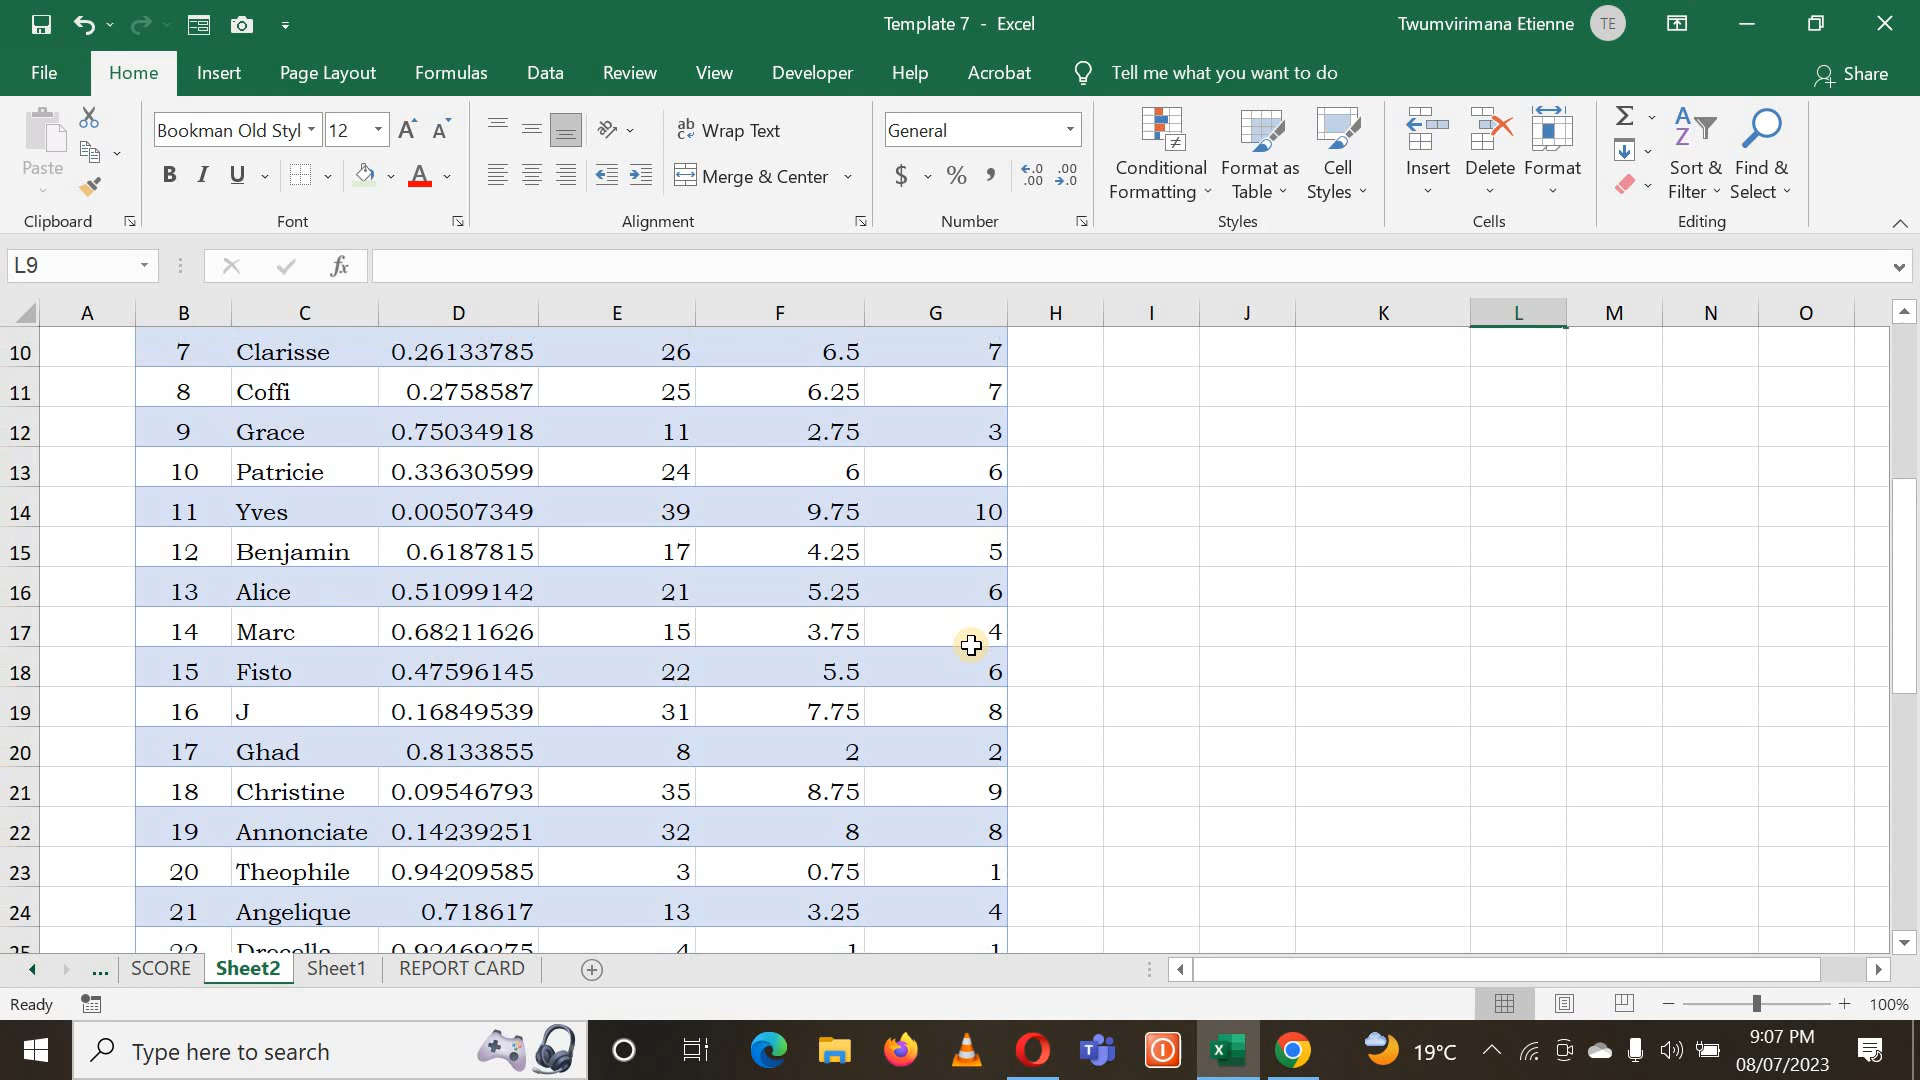 Template 7 - Excel
Twumvirimana Etienne
TE
File Home Insert Page Layout Formulas Data Review View Developer Help Acrobat Tell me what you want to do Share
Paste
Clipboard
Bookman Old Styl 12
B I U
Font
ab Wrap Text
Merge & Center
Alignment
General
$ % ,
Number
Conditional Formatting
Format as Table
Cell Styles
Styles
Insert Delete Format
Cells
Sort & Filter
Find & Select
Editing
L9
fx
A B C D E F G H I J K L M N O
10 7 Clarisse 0.26133785 26 6.5 7
11 8 Coffi 0.2758587 25 6.25 7
12 9 Grace 0.75034918 11 2.75 3
13 10 Patricie 0.33630599 24 6 6
14 11 Yves 0.00507349 39 9.75 10
15 12 Benjamin 0.6187815 17 4.25 5
16 13 Alice 0.51099142 21 5.25 6
17 14 Marc 0.68211626 15 3.75 4
18 15 Fisto 0.47596145 22 5.5 6
19 16 J 0.16849539 31 7.75 8
20 17 Ghad 0.8133855 8 2 2
21 18 Christine 0.09546793 35 8.75 9
22 19 Annonciate 0.14239251 32 8 8
23 20 Theophile 0.94209585 3 0.75 1
24 21 Angelique 0.718617 13 3.25 4
25 22 0.92469275 4 1 1
... SCORE Sheet2 Sheet1 REPORT CARD
Ready
100%
Type here to search
19°C
9:07 PM
08/07/2023